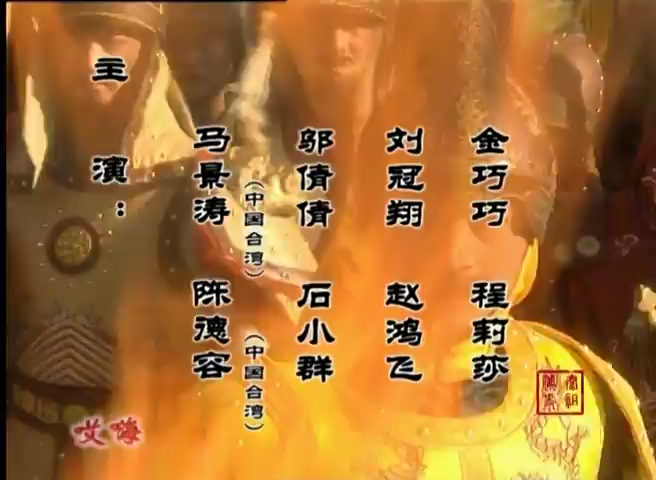 主演：
马景涛
（中国台湾）
邬倩倩
刘冠翔
金巧巧
陈德容
（中国台湾）
石小群
赵鸿飞
程莉莎